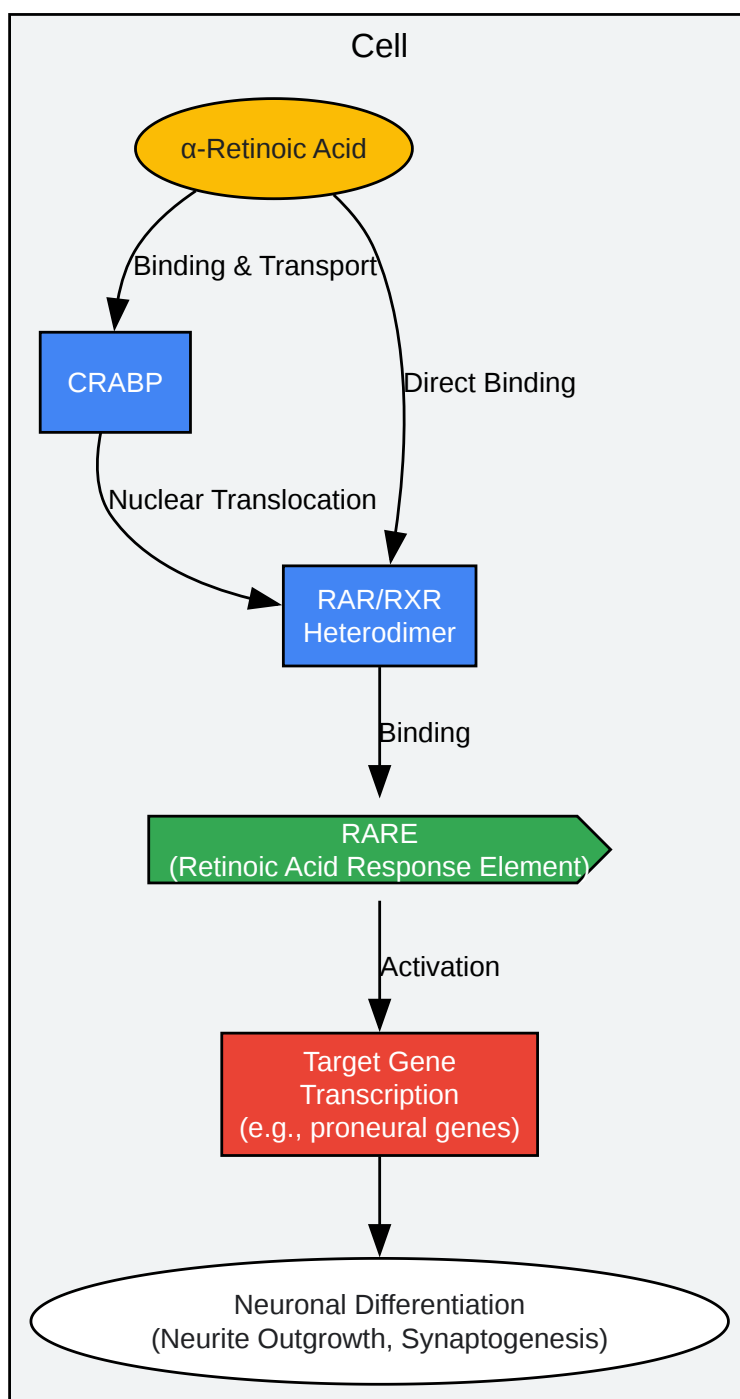 Cell
α-Retinoic Acid
Binding & Transport
CRABP
Direct Binding
Nuclear Translocation
RAR/RXR
Heterodimer
Binding
RARE
(Retinoic Acid Response Element)
Activation
Target Gene
Transcription
(e.g., proneural genes)
Neuronal Differentiation
(Neurite Outgrowth, Synaptogenesis)